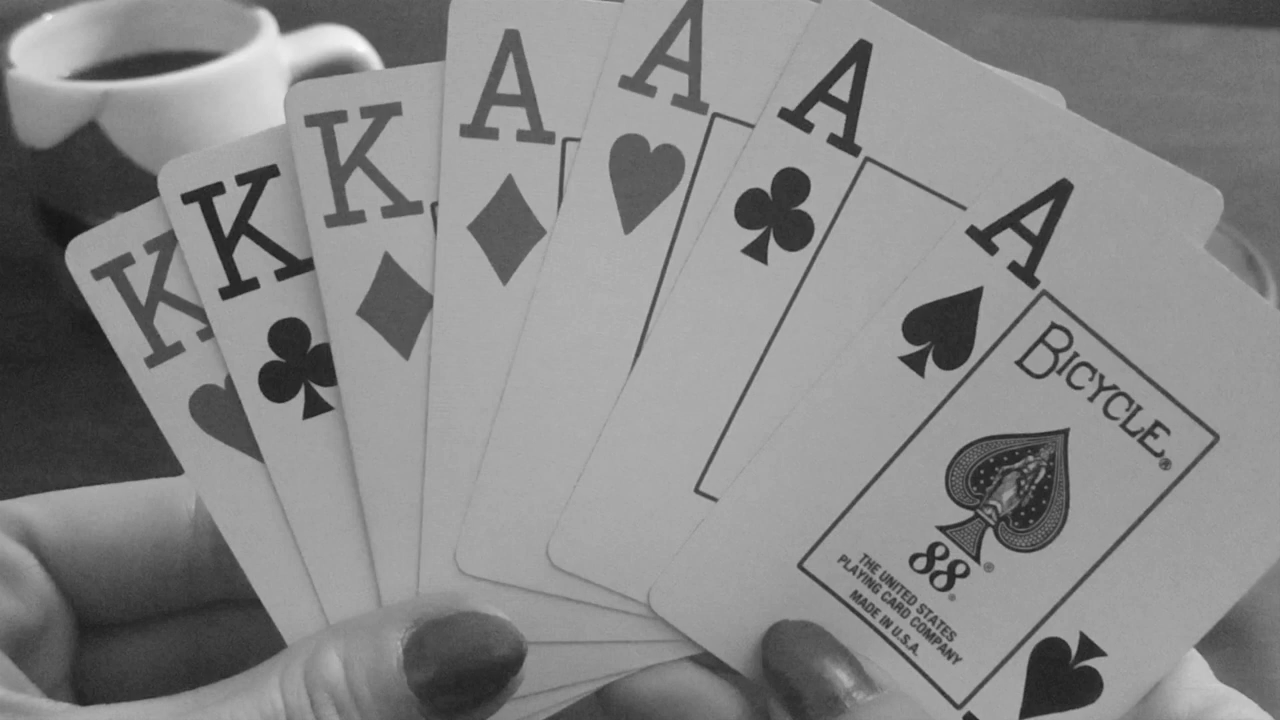 K
K
K
A
A
A
A
BICYCLE®
88®
THE UNITED STATES
PLAYING CARD COMPANY
MADE IN U.S.A.